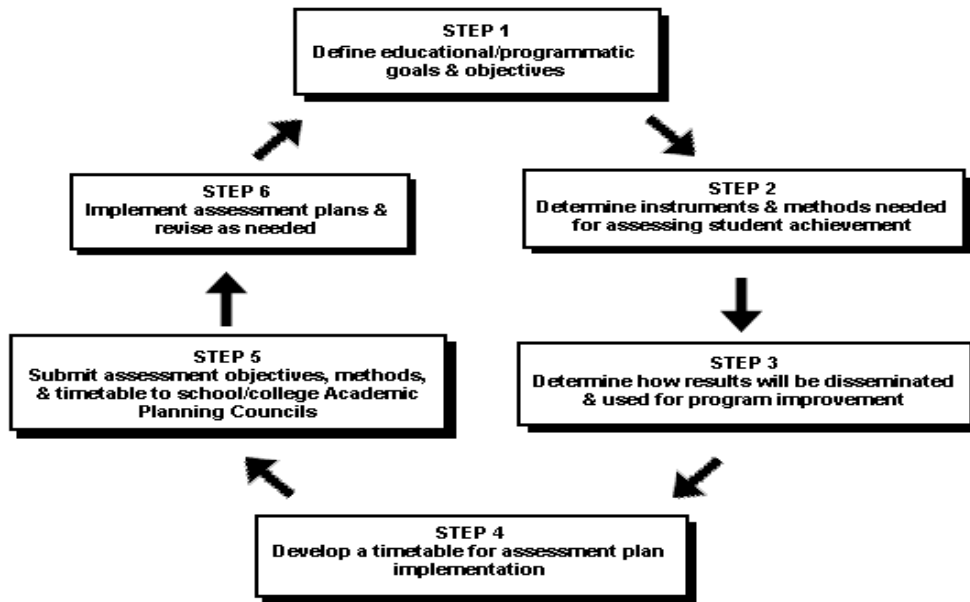 STEP 1
Define educational/programmatic
goals & objectives
STEP 2
Determine instruments & methods needed
for assessing student achievement
STEP 3
Determine how results will be disseminated
& used for program improvement
STEP 4
Develop a timetable for assessment plan
implementation
STEP 5
Submit assessment objectives, methods,
& timetable to school/college Academic
Planning Councils
STEP 6
Implement assessment plans &
revise as needed